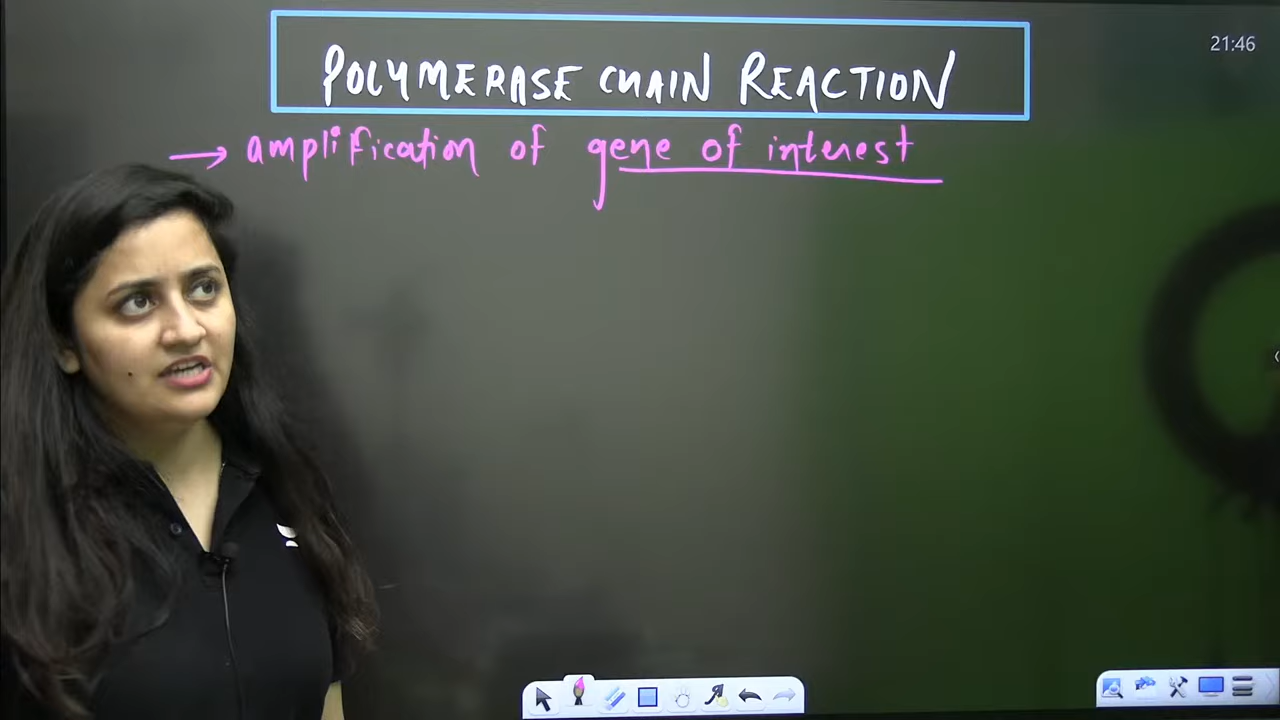 21:46
POLYMERASE CHAIN REACTION
→ amplification of gene of interest